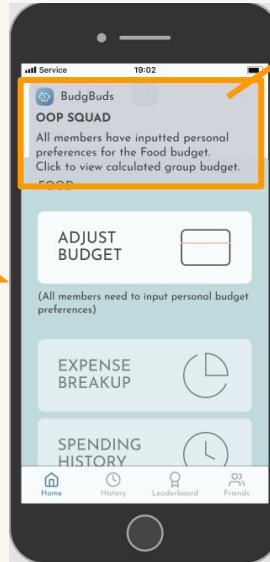 Service 19:02
BudgBuds
OOP SQUAD
All members have inputted personal
preferences for the Food budget.
Click to view calculated group budget.
FOOD
ADJUST
BUDGET
(All members need to input personal budget
preferences)
EXPENSE
BREAKUP
SPENDING
HISTORY
Home History Leaderboard Friends